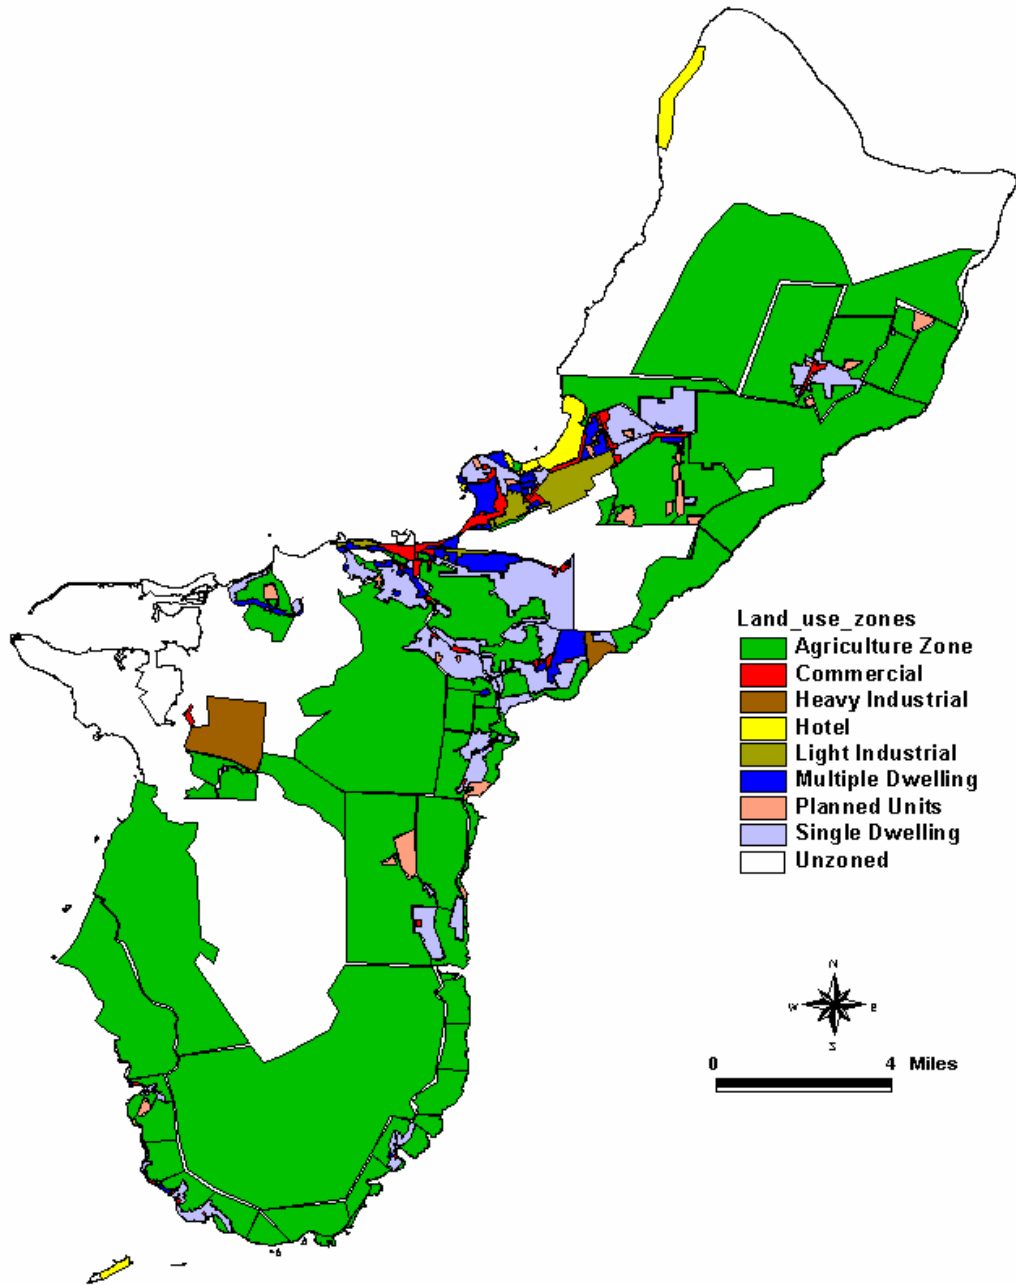 Land_use_zones
Agriculture Zone
Commercial
Heavy Industrial
Hotel
Light Industrial
Multiple Dwelling
Planned Units
Single Dwelling
Unzoned
N
W E
S
0 4 Miles